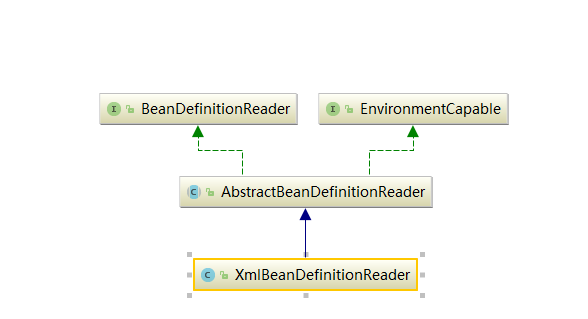 I BeanDefinitionReader
I EnvironmentCapable
C AbstractBeanDefinitionReader
C XmlBeanDefinitionReader